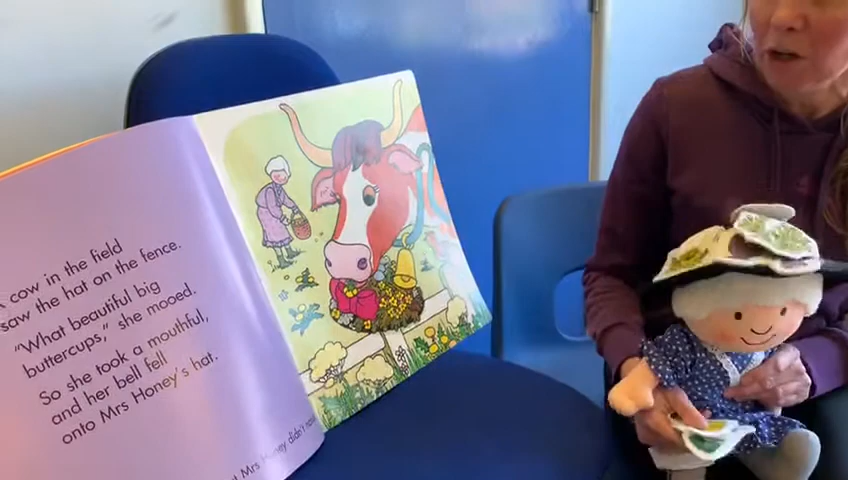 A cow in the field
saw the hat on the fence.
"What beautiful big
buttercups," she mooed.
So she took a mouthful,
and her bell fell
onto Mrs Honey's hat.
But Mrs Honey didn't